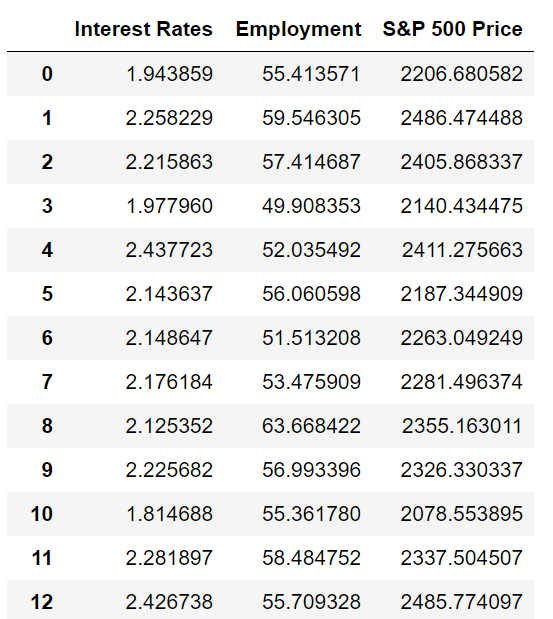 Interest Rates Employment S&P 500 Price
0 1.943859 55.413571 2206.680582
1 2.258229 59.546305 2486.474488
2 2.215863 57.414687 2405.868337
3 1.977960 49.908353 2140.434475
4 2.437723 52.035492 2411.275663
5 2.143637 56.060598 2187.344909
6 2.148647 51.513208 2263.049249
7 2.176184 53.475909 2281.496374
8 2.125352 63.668422 2355.163011
9 2.225682 56.993396 2326.330337
10 1.814688 55.361780 2078.553895
11 2.281897 58.484752 2337.504507
12 2.426738 55.709328 2485.774097